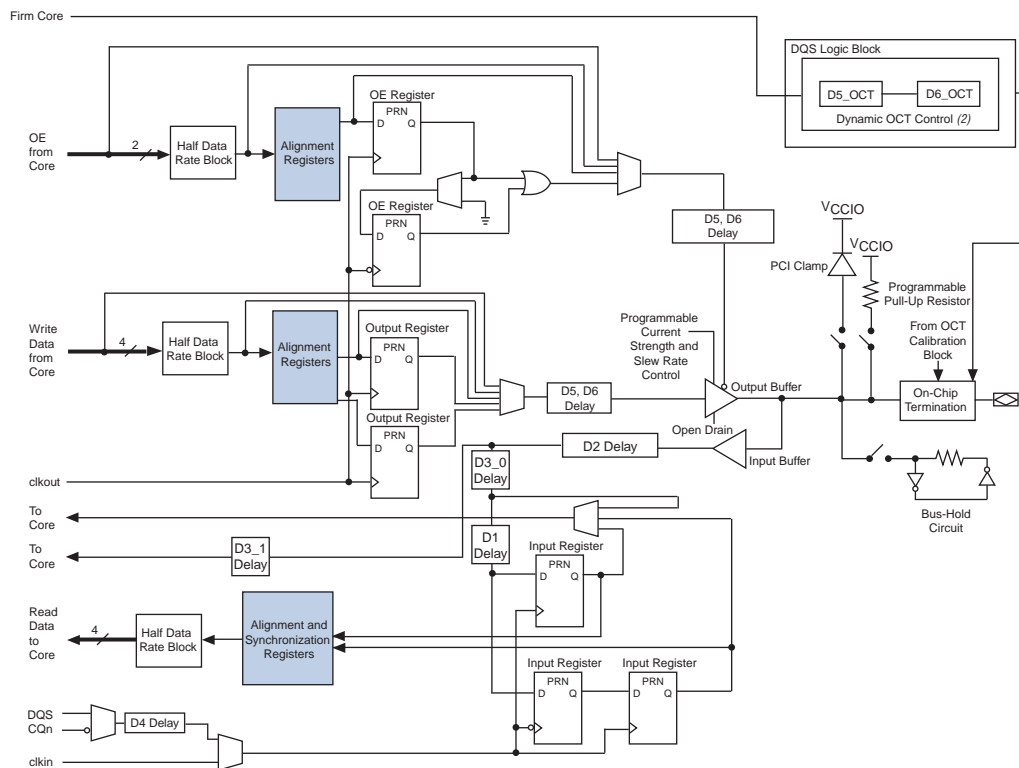 Firm Core
DQS Logic Block
D5_OCT
D6_OCT
Dynamic OCT Control (2)
OE Register
PRN
D
Q
OE
from
Core
2
Half Data
Rate Block
Alignment
Registers
OE Register
PRN
D
Q
D5, D6
Delay
VCCIO
VCCIO
PCI Clamp
Programmable
Pull-Up Resistor
Programmable
Current
Strength and
Slew Rate
Control
From OCT
Calibration
Block
Write
Data
from
Core
4
Half Data
Rate Block
Alignment
Registers
Output Register
PRN
D
Q
D5, D6
Delay
Output Buffer
On-Chip
Termination
Output Register
PRN
D
Q
Open Drain
D2 Delay
Input Buffer
D3_0
Delay
clkout
Bus-Hold
Circuit
To
Core
D1
Delay
To
Core
D3_1
Delay
Input Register
PRN
D
Q
Read
Data
to
Core
4
Half Data
Rate Block
Alignment and
Synchronization
Registers
Input Register
PRN
D
Q
Input Register
PRN
D
Q
DQS
CQn
D4 Delay
clkin